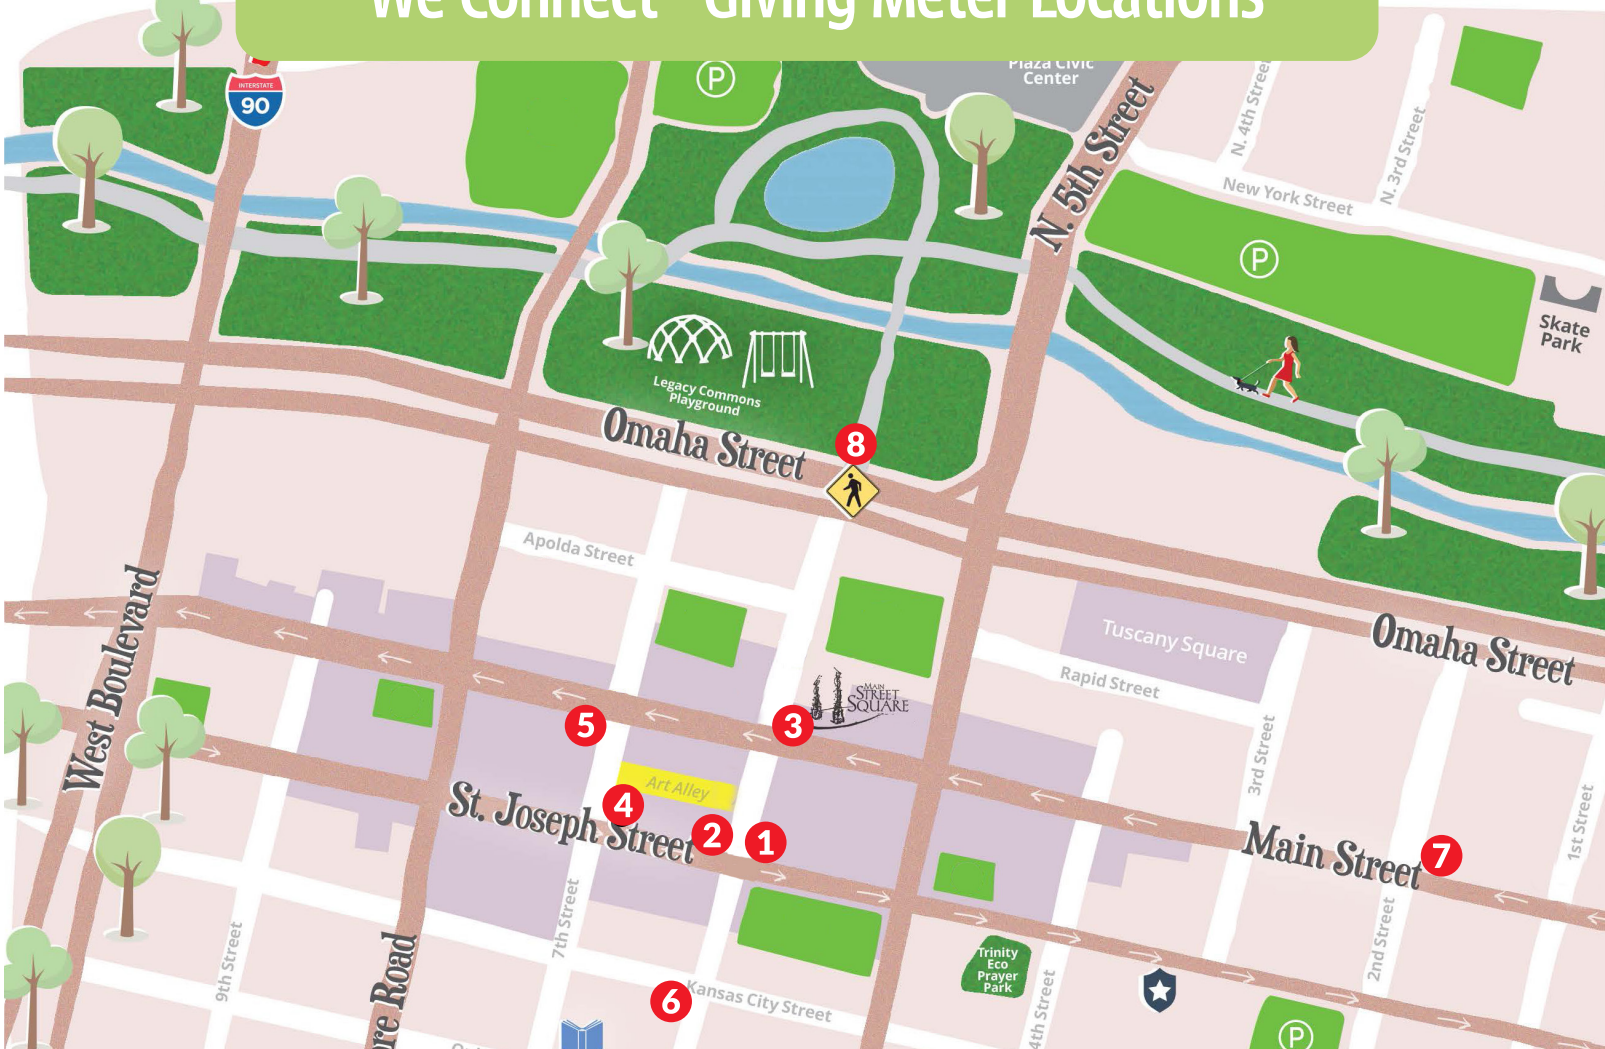 We Connect" Giving Meter Locations
Plaza Civic
Center
P
INTERSTATE
90
N. 5th Street
N. 4th Street
N. 3rd Street
New York Street
P
Skate
Park
Legacy Commons
Playground
Omaha Street
8
Apolda Street
Tuscany Square
Omaha Street
Rapid Street
West Boulevard
MAIN
STREET
SQUARE
5
3
3rd Street
Art Alley
4
St. Joseph Street
2
1
Main Street
7
1st Street
7th Street
9th Street
2nd Street
Trinity
Eco
Prayer
Park
6
Kansas City Street
4th Street
ore Road
P